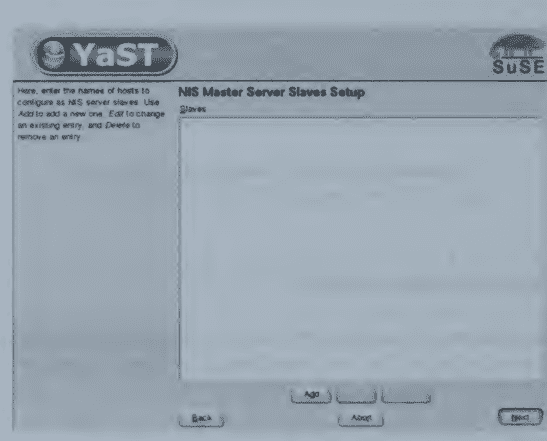 YaST
SuSE
Here, enter the names of hosts to
configure as NIS server slaves. Use
Add to add a new one, Edit to change
an existing entry, and Delete to
remove an entry.
NIS Master Server Slaves Setup
Slaves
Add
Back
Abort
Next